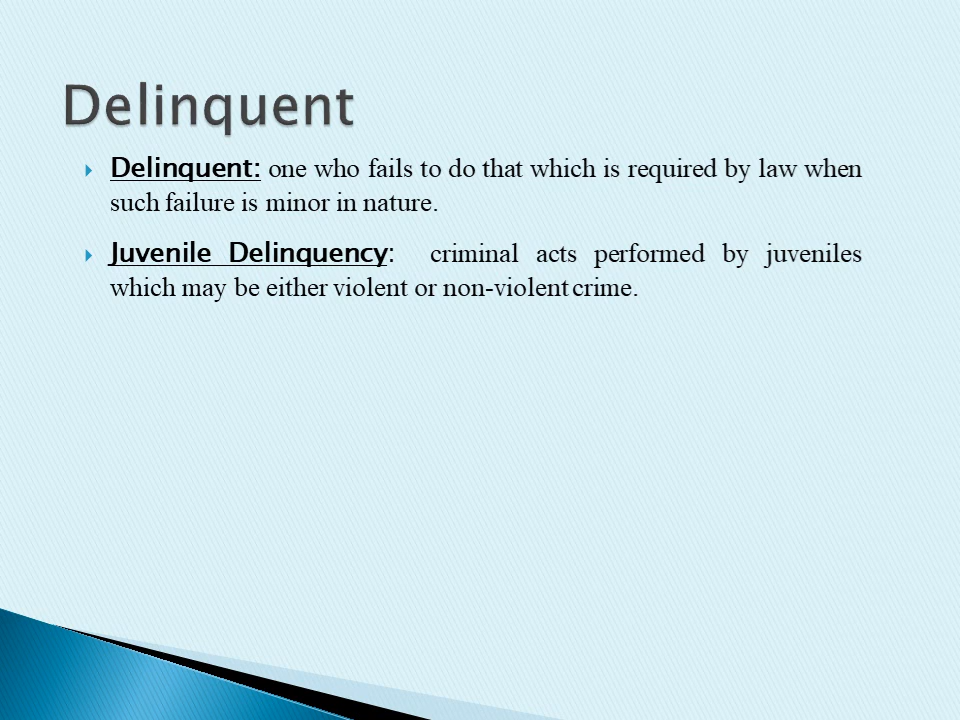 Delinquent
Delinquent: one who fails to do that which is required by law when
such failure is minor in nature.
Juvenile Delinquency: criminal acts performed by juveniles
which may be either violent or non-violent crime.